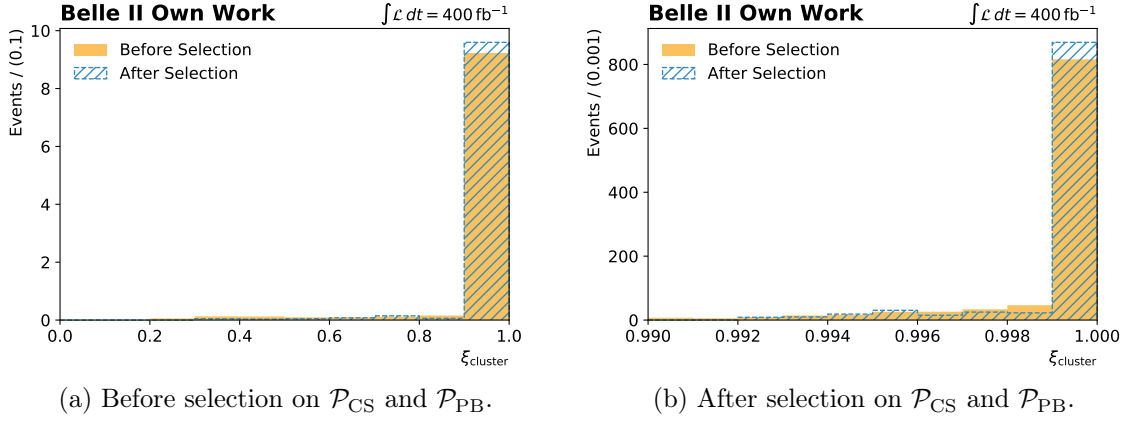 Belle II Own Work
∫ℒ dt = 400 fb⁻¹
Events / (0.1)
Before Selection
After Selection
10
8
6
4
2
0
0.0 0.2 0.4 0.6 0.8 1.0
ξcluster
(a) Before selection on 𝒫CS and 𝒫PB.
Belle II Own Work
∫ℒ dt = 400 fb⁻¹
Events / (0.001)
Before Selection
After Selection
800
600
400
200
0
0.990 0.992 0.994 0.996 0.998 1.000
ξcluster
(b) After selection on 𝒫CS and 𝒫PB.